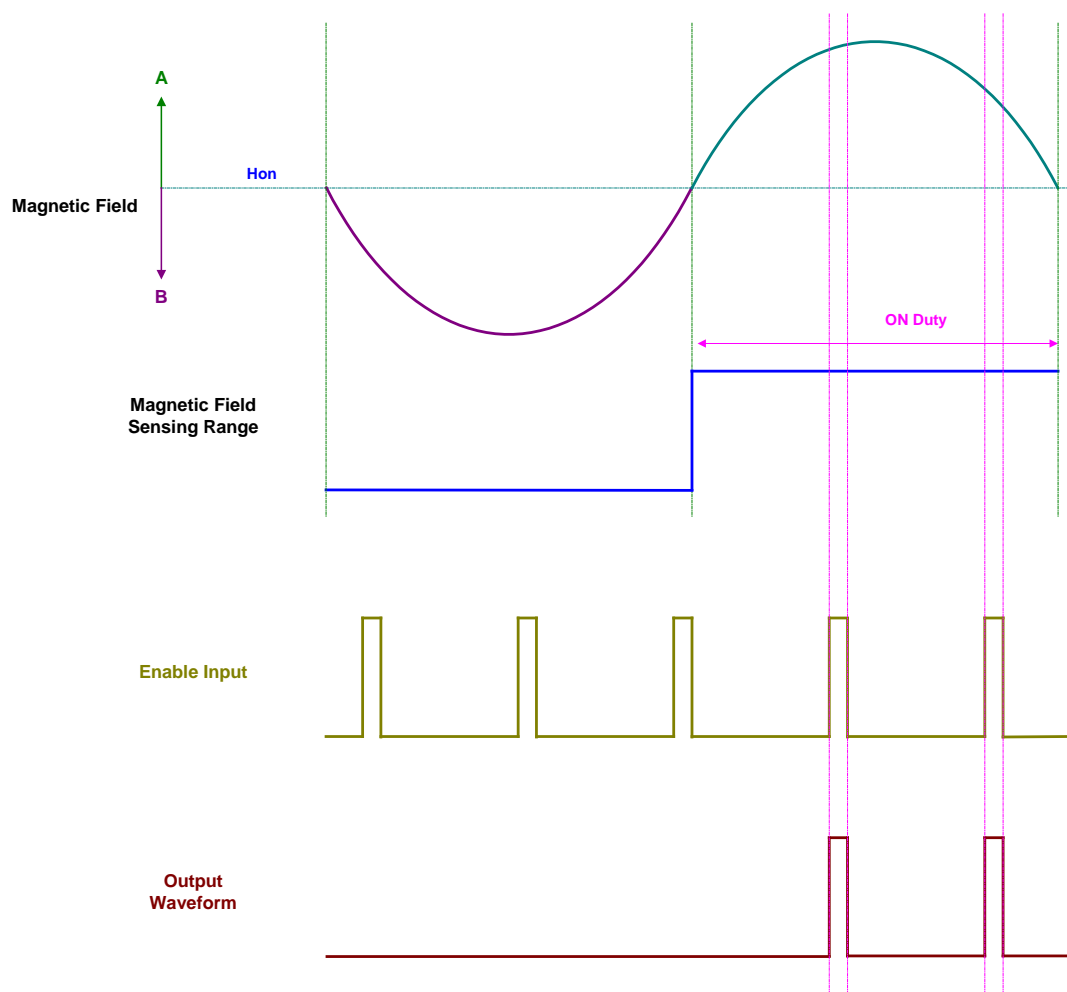 A
Hon
Magnetic Field
B
ON Duty
Magnetic Field
Sensing Range
Enable Input
Output
Waveform